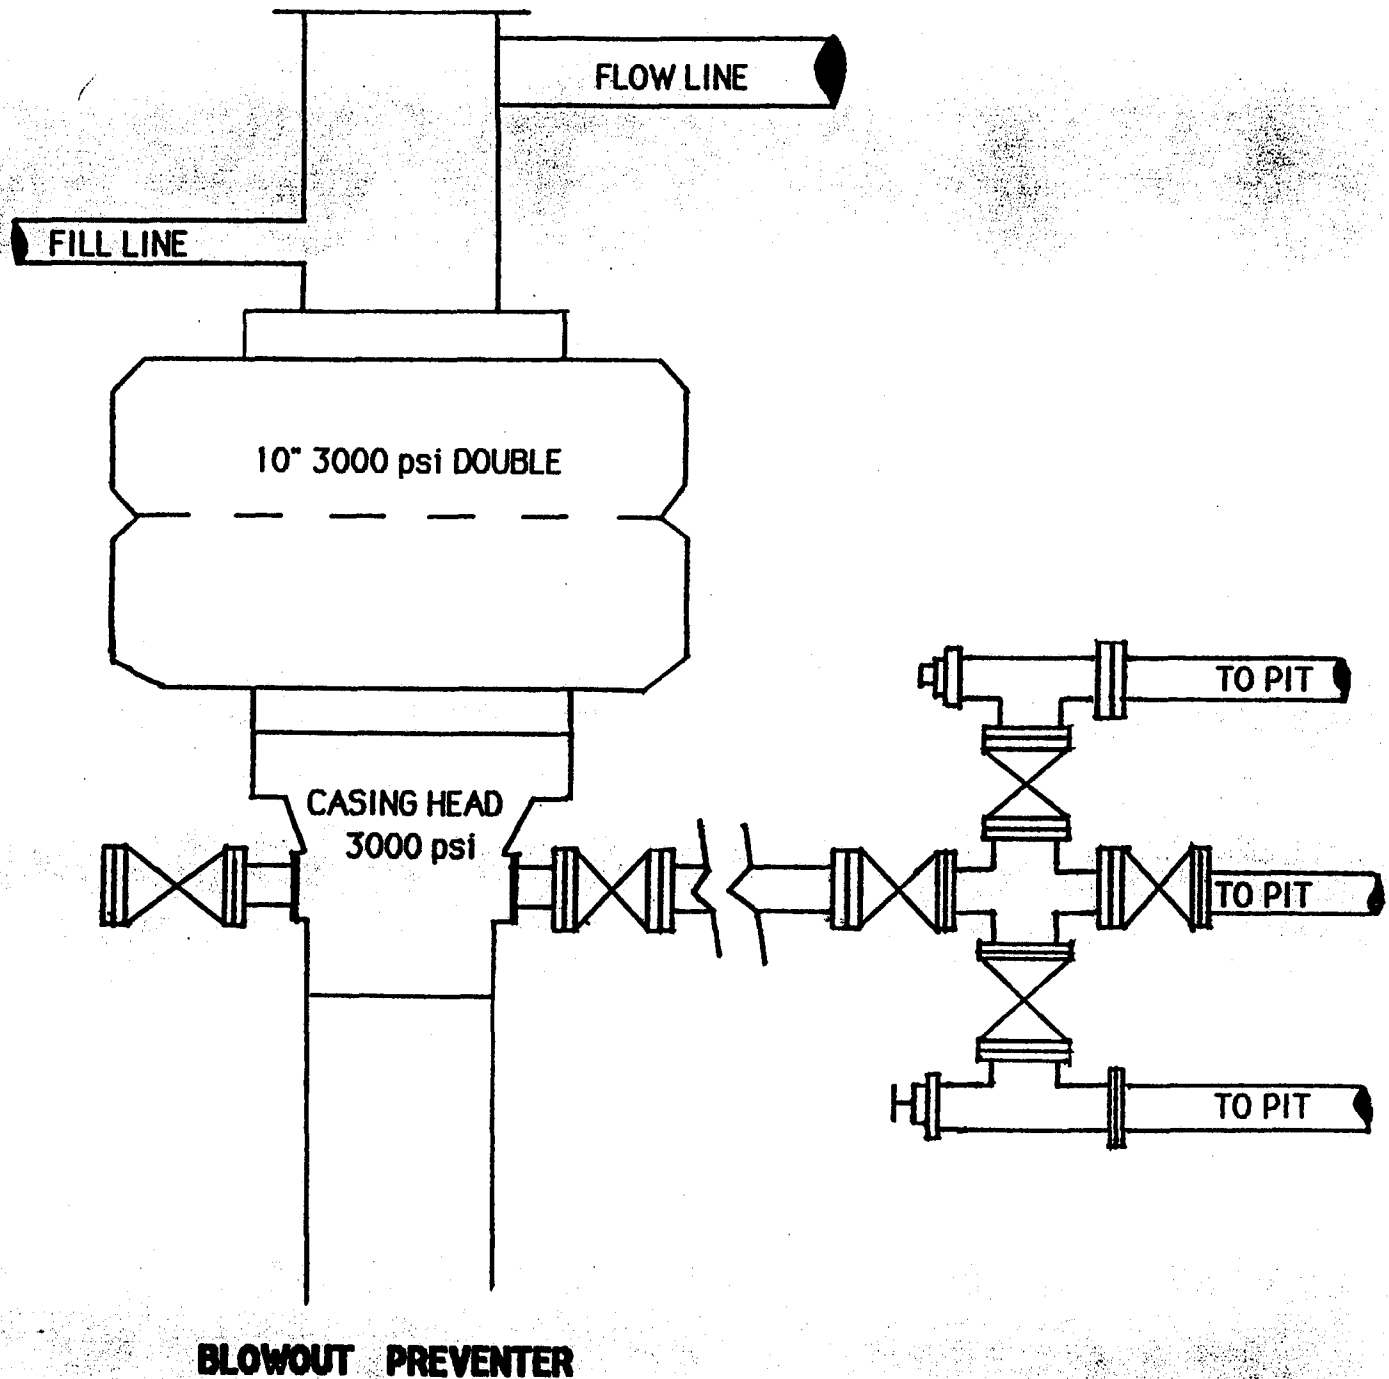 FLOW LINE
FILL LINE
10" 3000 psi DOUBLE
TO PIT
CASING HEAD
3000 psi
TO PIT
TO PIT
BLOWOUT PREVENTER